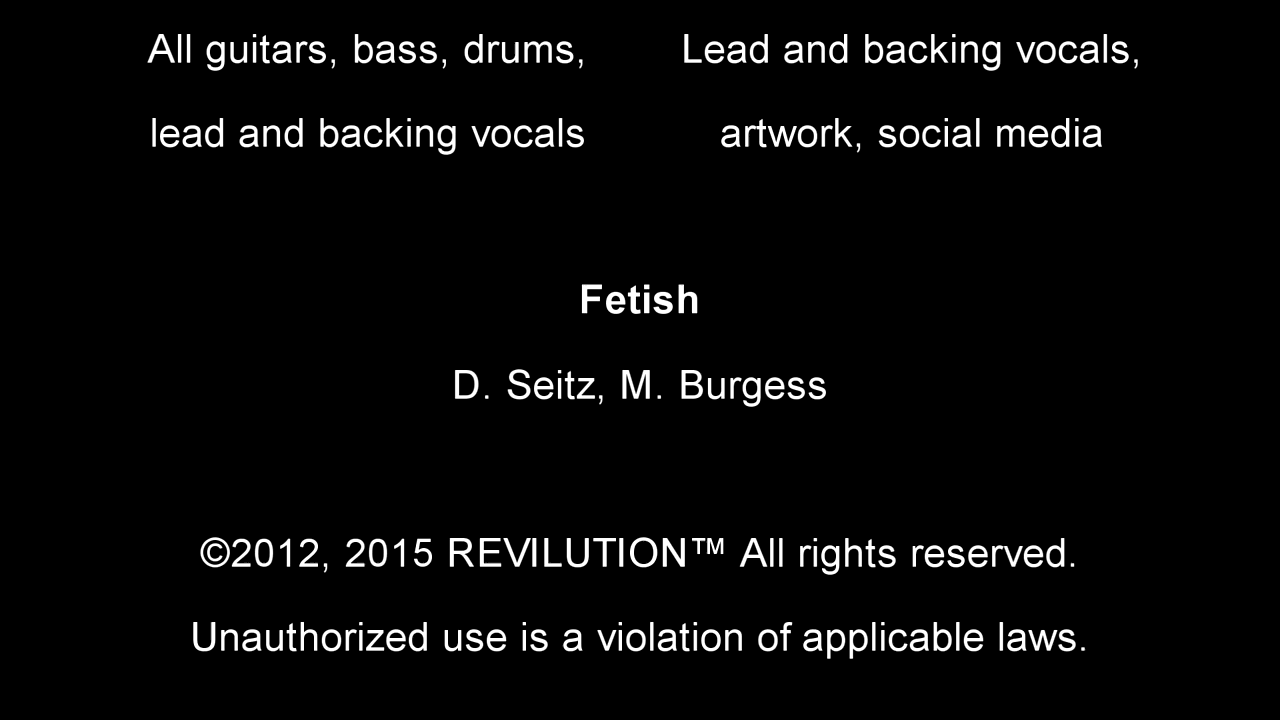 All guitars, bass, drums,
lead and backing vocals
Lead and backing vocals,
artwork, social media
Fetish
D. Seitz, M. Burgess
©2012, 2015 REVILUTION™ All rights reserved.
Unauthorized use is a violation of applicable laws.